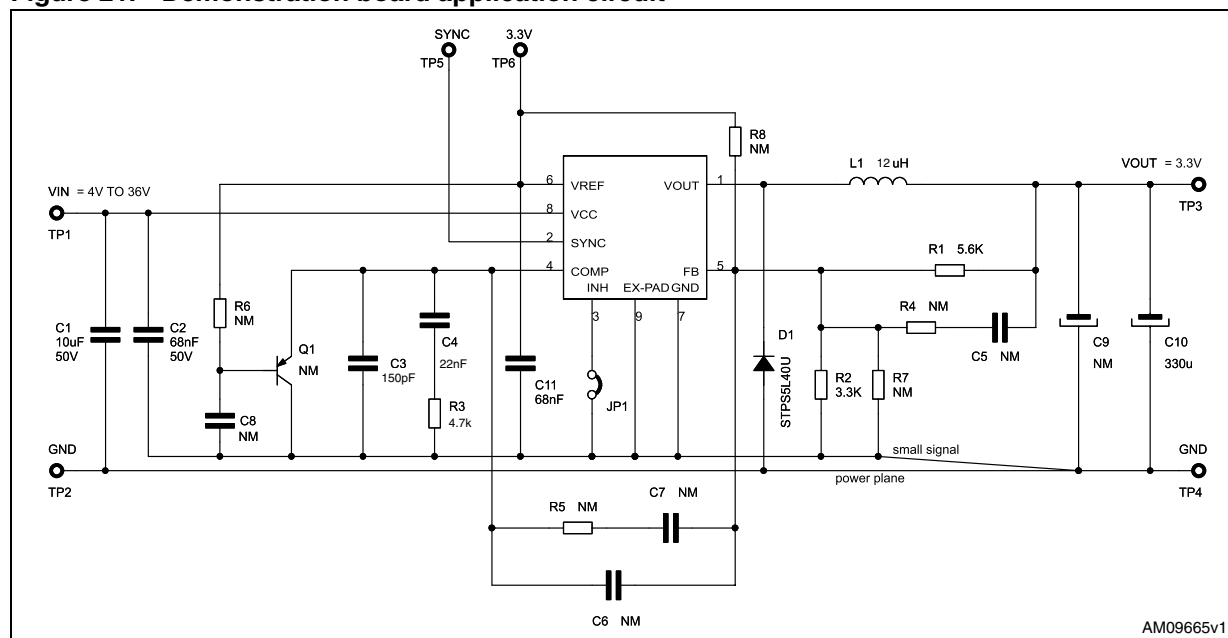 Figure 21. Demonstration board application circuit
SYNC
TP5
3.3V
TP6
R8
NM
L1 12uH
VOUT = 3.3V
TP3
VIN = 4V TO 36V
TP1
6
VREF
VOUT
1
8
VCC
2
SYNC
4
COMP
FB
5
INH
EX-PAD
GND
3
9
7
R1 5.6K
R4 NM
C5 NM
C1
10uF
50V
C2
68nF
50V
R6
NM
Q1
NM
C8
NM
C3
150pF
C4
22nF
R3
4.7k
C11
68nF
JP1
D1
STPS5L40U
R2
3.3K
R7
NM
C9
NM
C10
330u
GND
TP2
small signal
power plane
GND
TP4
R5 NM
C7 NM
C6 NM
AM09665v1